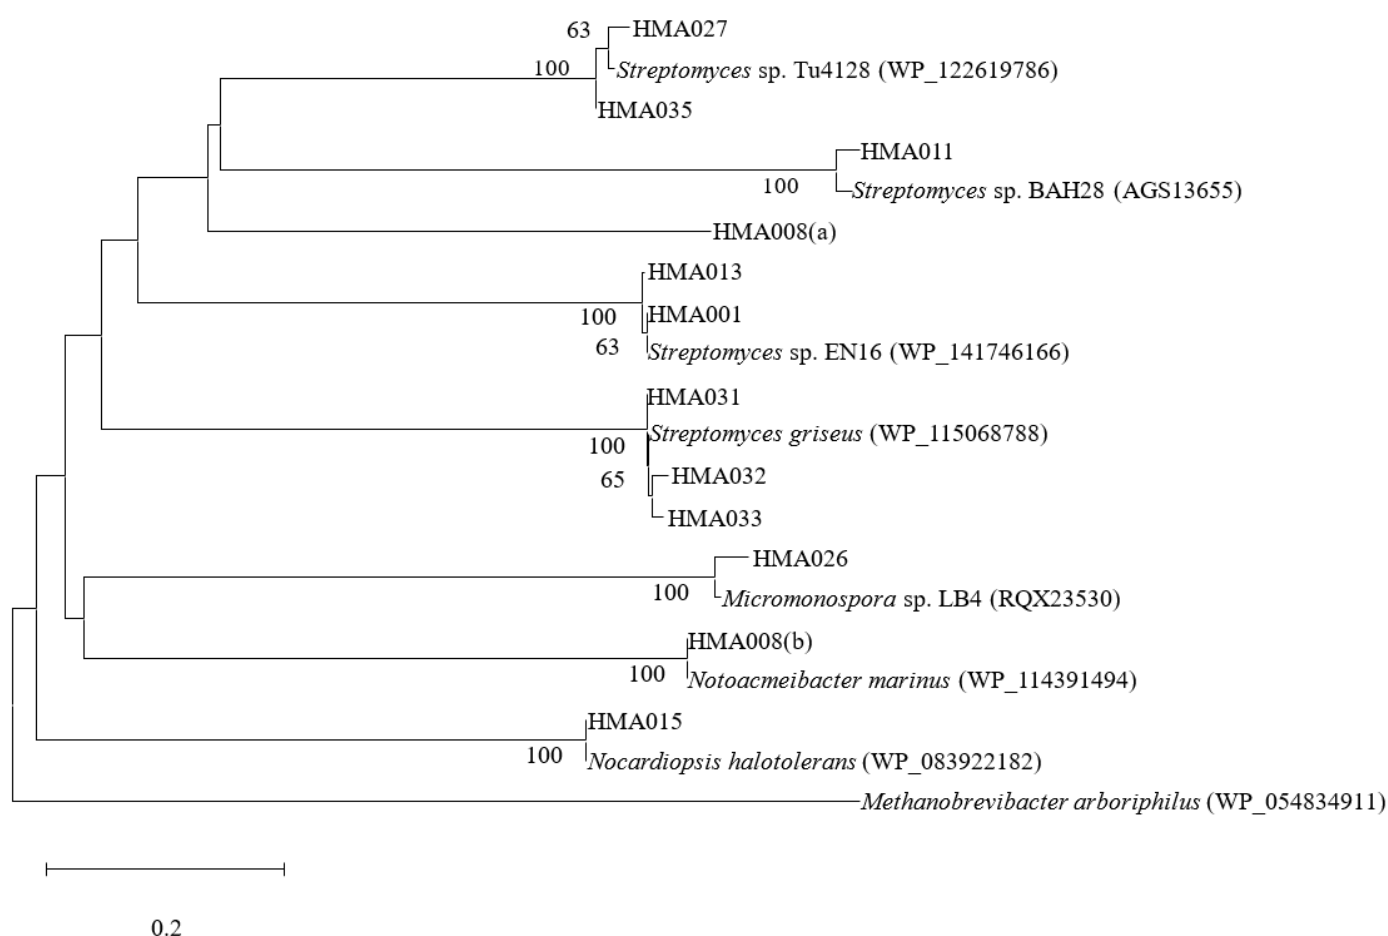 63 HMA027
100 Streptomyces sp. Tu4128 (WP_122619786)
HMA035
HMA011
100 Streptomyces sp. BAH28 (AGS13655)
HMA008(a)
HMA013
100 HMA001
63 Streptomyces sp. EN16 (WP_141746166)
HMA031
Streptomyces griseus (WP_115068788)
100
65 HMA032
HMA033
HMA026
100 Micromonospora sp. LB4 (RQX23530)
HMA008(b)
100 Notoacmeibacter marinus (WP_114391494)
HMA015
100 Nocardiopsis halotolerans (WP_083922182)
Methanobrevibacter arboriphilus (WP_054834911)
0.2